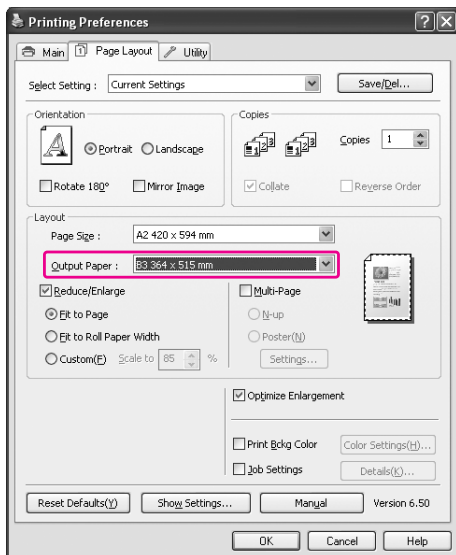 Printing Preferences
Main Page Layout Utility
Select Setting : Current Settings Save/Del...
Orientation
Portrait Landscape
Rotate 180° Mirror Image
Copies
Copies 1
Collate Reverse Order
Layout
Page Size : A2 420 x 594 mm
Output Paper : B3 364 x 515 mm
Reduce/Enlarge
Fit to Page
Fit to Roll Paper Width
Custom(F) Scale to 85 %
Multi-Page
N-up
Poster(N)
Settings...
Optimize Enlargement
Print Bckg Color Color Settings(H)...
Job Settings Details(K)...
Reset Defaults(Y) Show Settings... Manual Version 6.50
OK Cancel Help